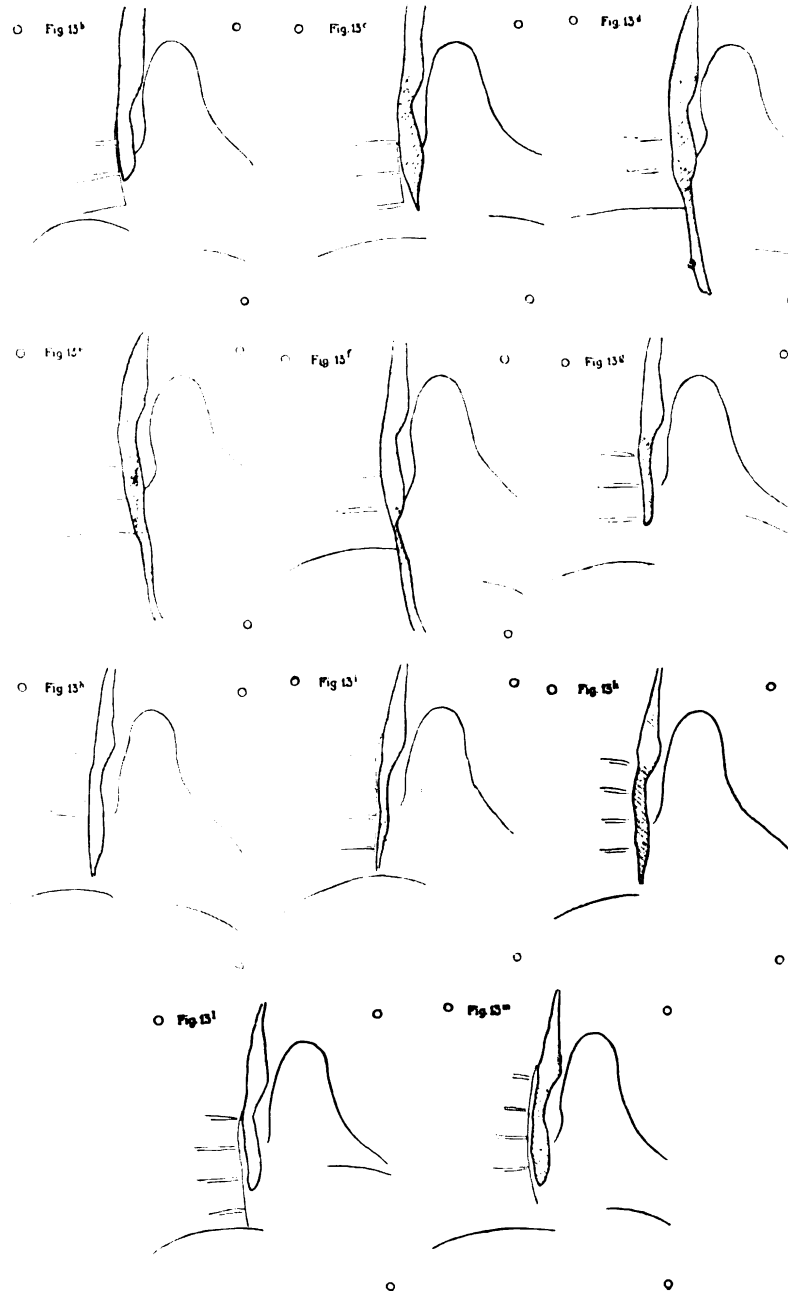 Fig. 13ᵇ
Fig. 13ᶜ
Fig. 13ᵈ
Fig. 13ᵉ
Fig. 13ᶠ
Fig. 13ᵍ
Fig. 13ʰ
Fig. 13ⁱ
Fig. 13ᵏ
Fig. 13ˡ
Fig. 13ᵐ